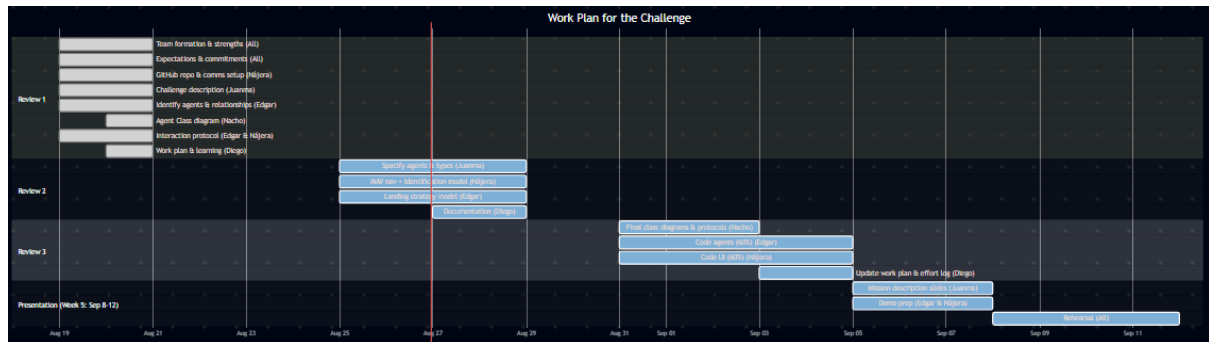 Work Plan for the Challenge
Review 1
Team formation & strengths (All)
Expectations & commitments (All)
GitHub repo & comms setup (Nájera)
Challenge description (Juanma)
Identify agents & relationships (Edgar)
Agent Class diagram (Nacho)
Interaction protocol (Edgar & Nájera)
Work plan & learning (Diego)
Review 2
Specify agents & types (Juanma)
MAV nav + identification model (Nájera)
Landing strategy model (Edgar)
Documentation (Diego)
Review 3
Final class diagrams & protocols (Nacho)
Code agents (60%) (Edgar)
Code UI (60%) (Nájera)
Update work plan & effort log (Diego)
Presentation (Week 5: Sep 8-12)
Mission description slides (Juanma)
Demo prep (Edgar & Nájera)
Rehearsal (All)
Aug 19 Aug 21 Aug 23 Aug 25 Aug 27 Aug 29 Aug 31 Sep 01 Sep 03 Sep 05 Sep 07 Sep 09 Sep 11